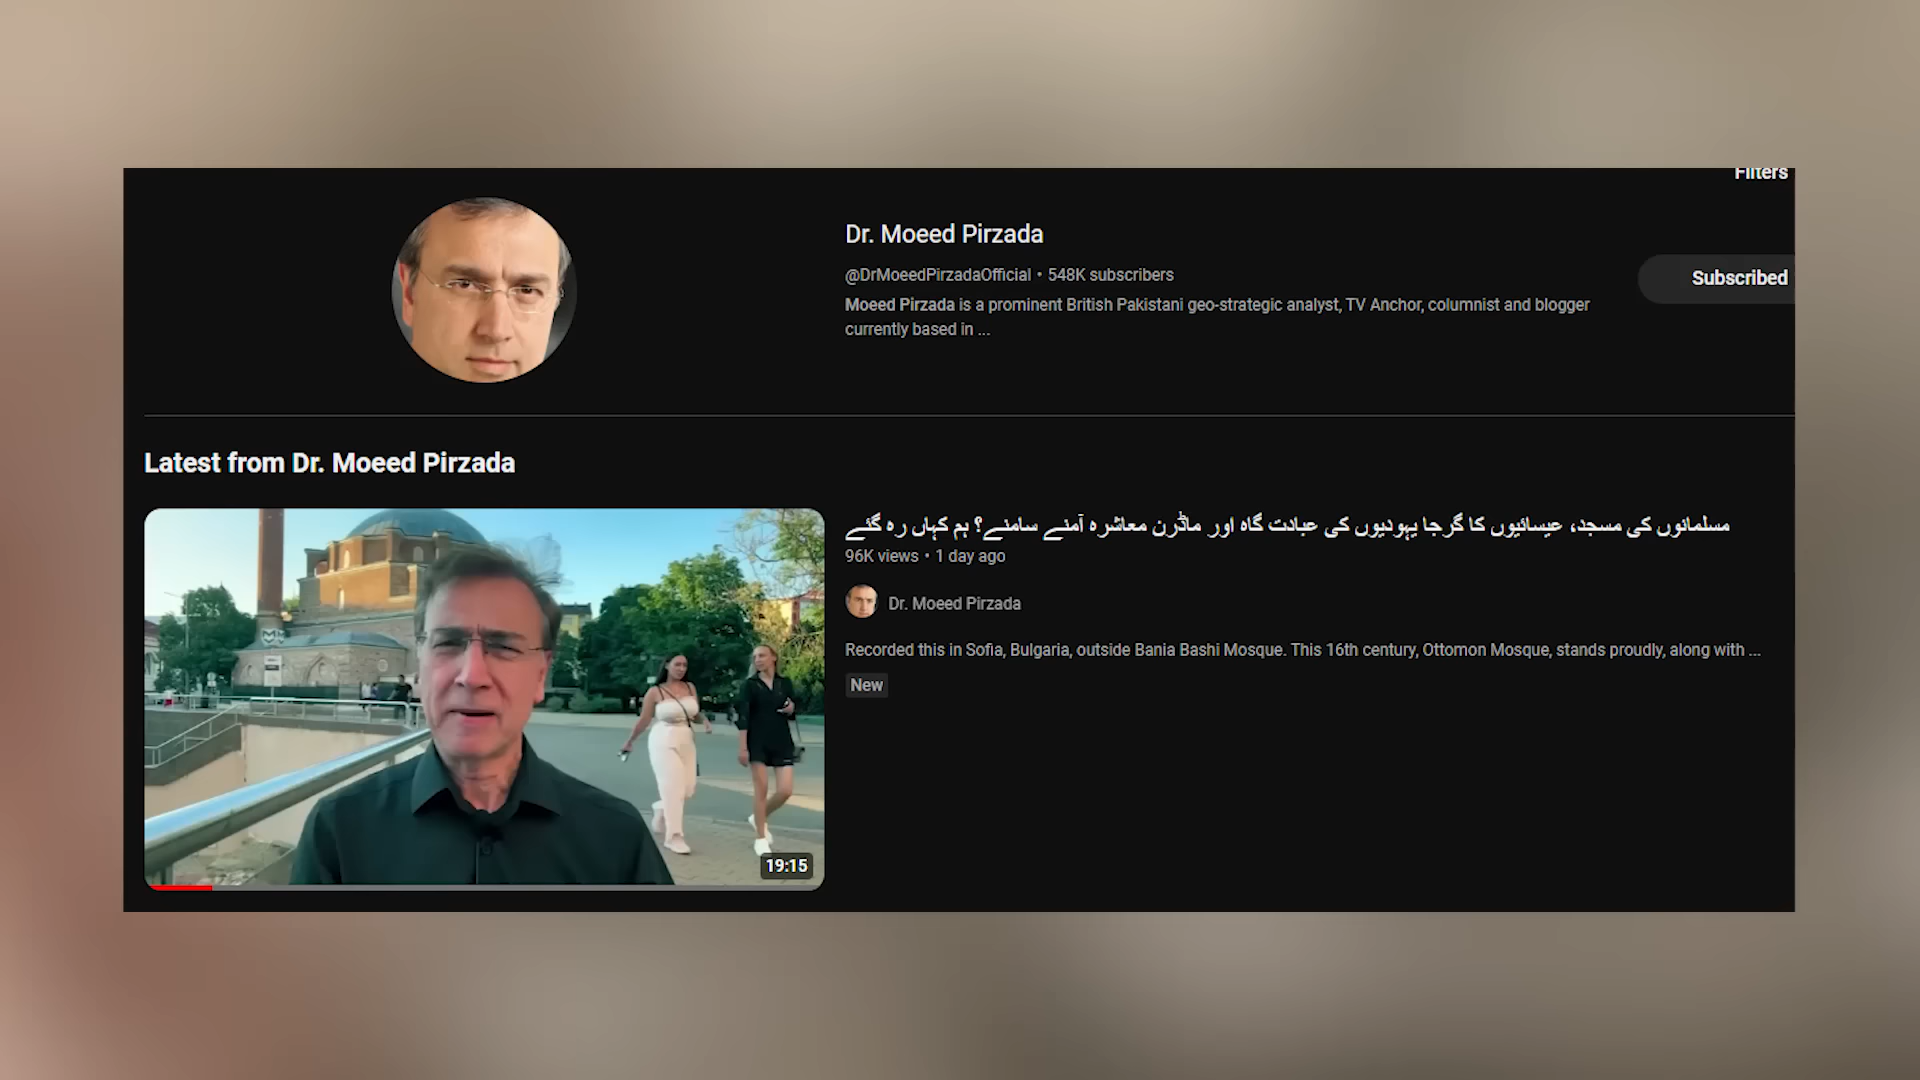 Filters
Dr. Moeed Pirzada
@DrMoeedPirzadaOfficial • 548K subscribers
Subscribed
Moeed Pirzada is a prominent British Pakistani geo-strategic analyst, TV Anchor, columnist and blogger
currently based in ...
Latest from Dr. Moeed Pirzada
مسلمانوں کی مسجد، عیسائیوں کا گرجا یہودیوں کی عبادت گاہ اور ماڈرن معاشرہ آمنے سامنے؟ ہم کہاں رہ گئے
96K views • 1 day ago
Dr. Moeed Pirzada
Recorded this in Sofia, Bulgaria, outside Bania Bashi Mosque. This 16th century, Ottomon Mosque, stands proudly, along with ...
New
19:15